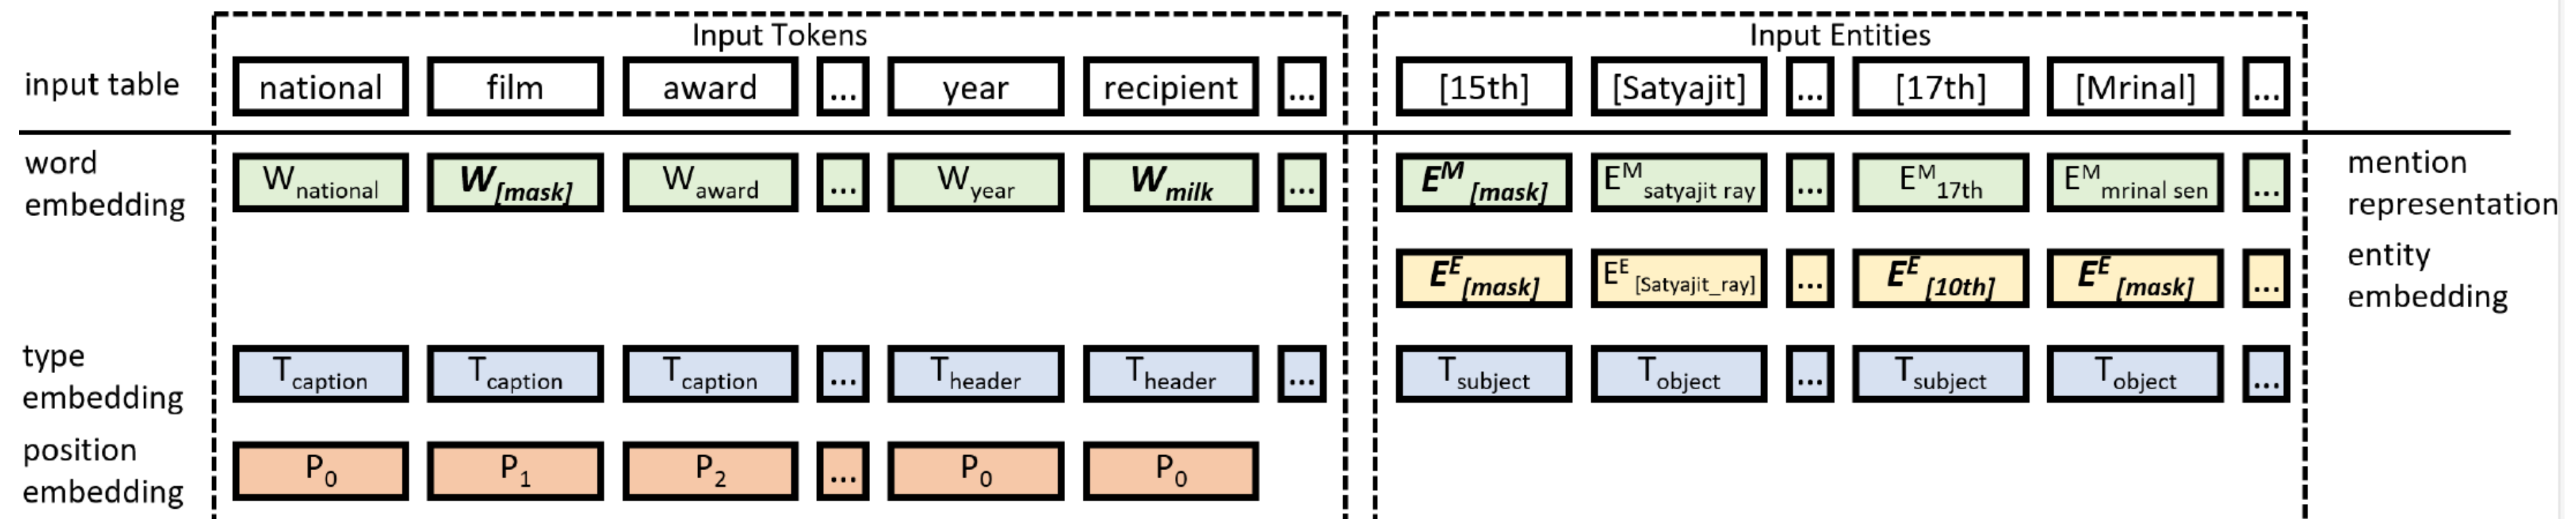 Input Tokens Input Entities
input table national film award ... year recipient ... [15th] [Satyajit] ... [17th] [Mrinal] ...
word embedding W national W [mask] W award ... W year W milk ... E M [mask] E M satyajit ray ... E M 17th E M mrinal sen ... mention representation
E E [mask] E E [Satyajit_ray] ... E E [10th] E E [mask] ... entity embedding
type embedding T caption T caption T caption ... T header T header ... T subject T object ... T subject T object ...
position embedding P 0 P 1 P 2 ... P 0 P 0